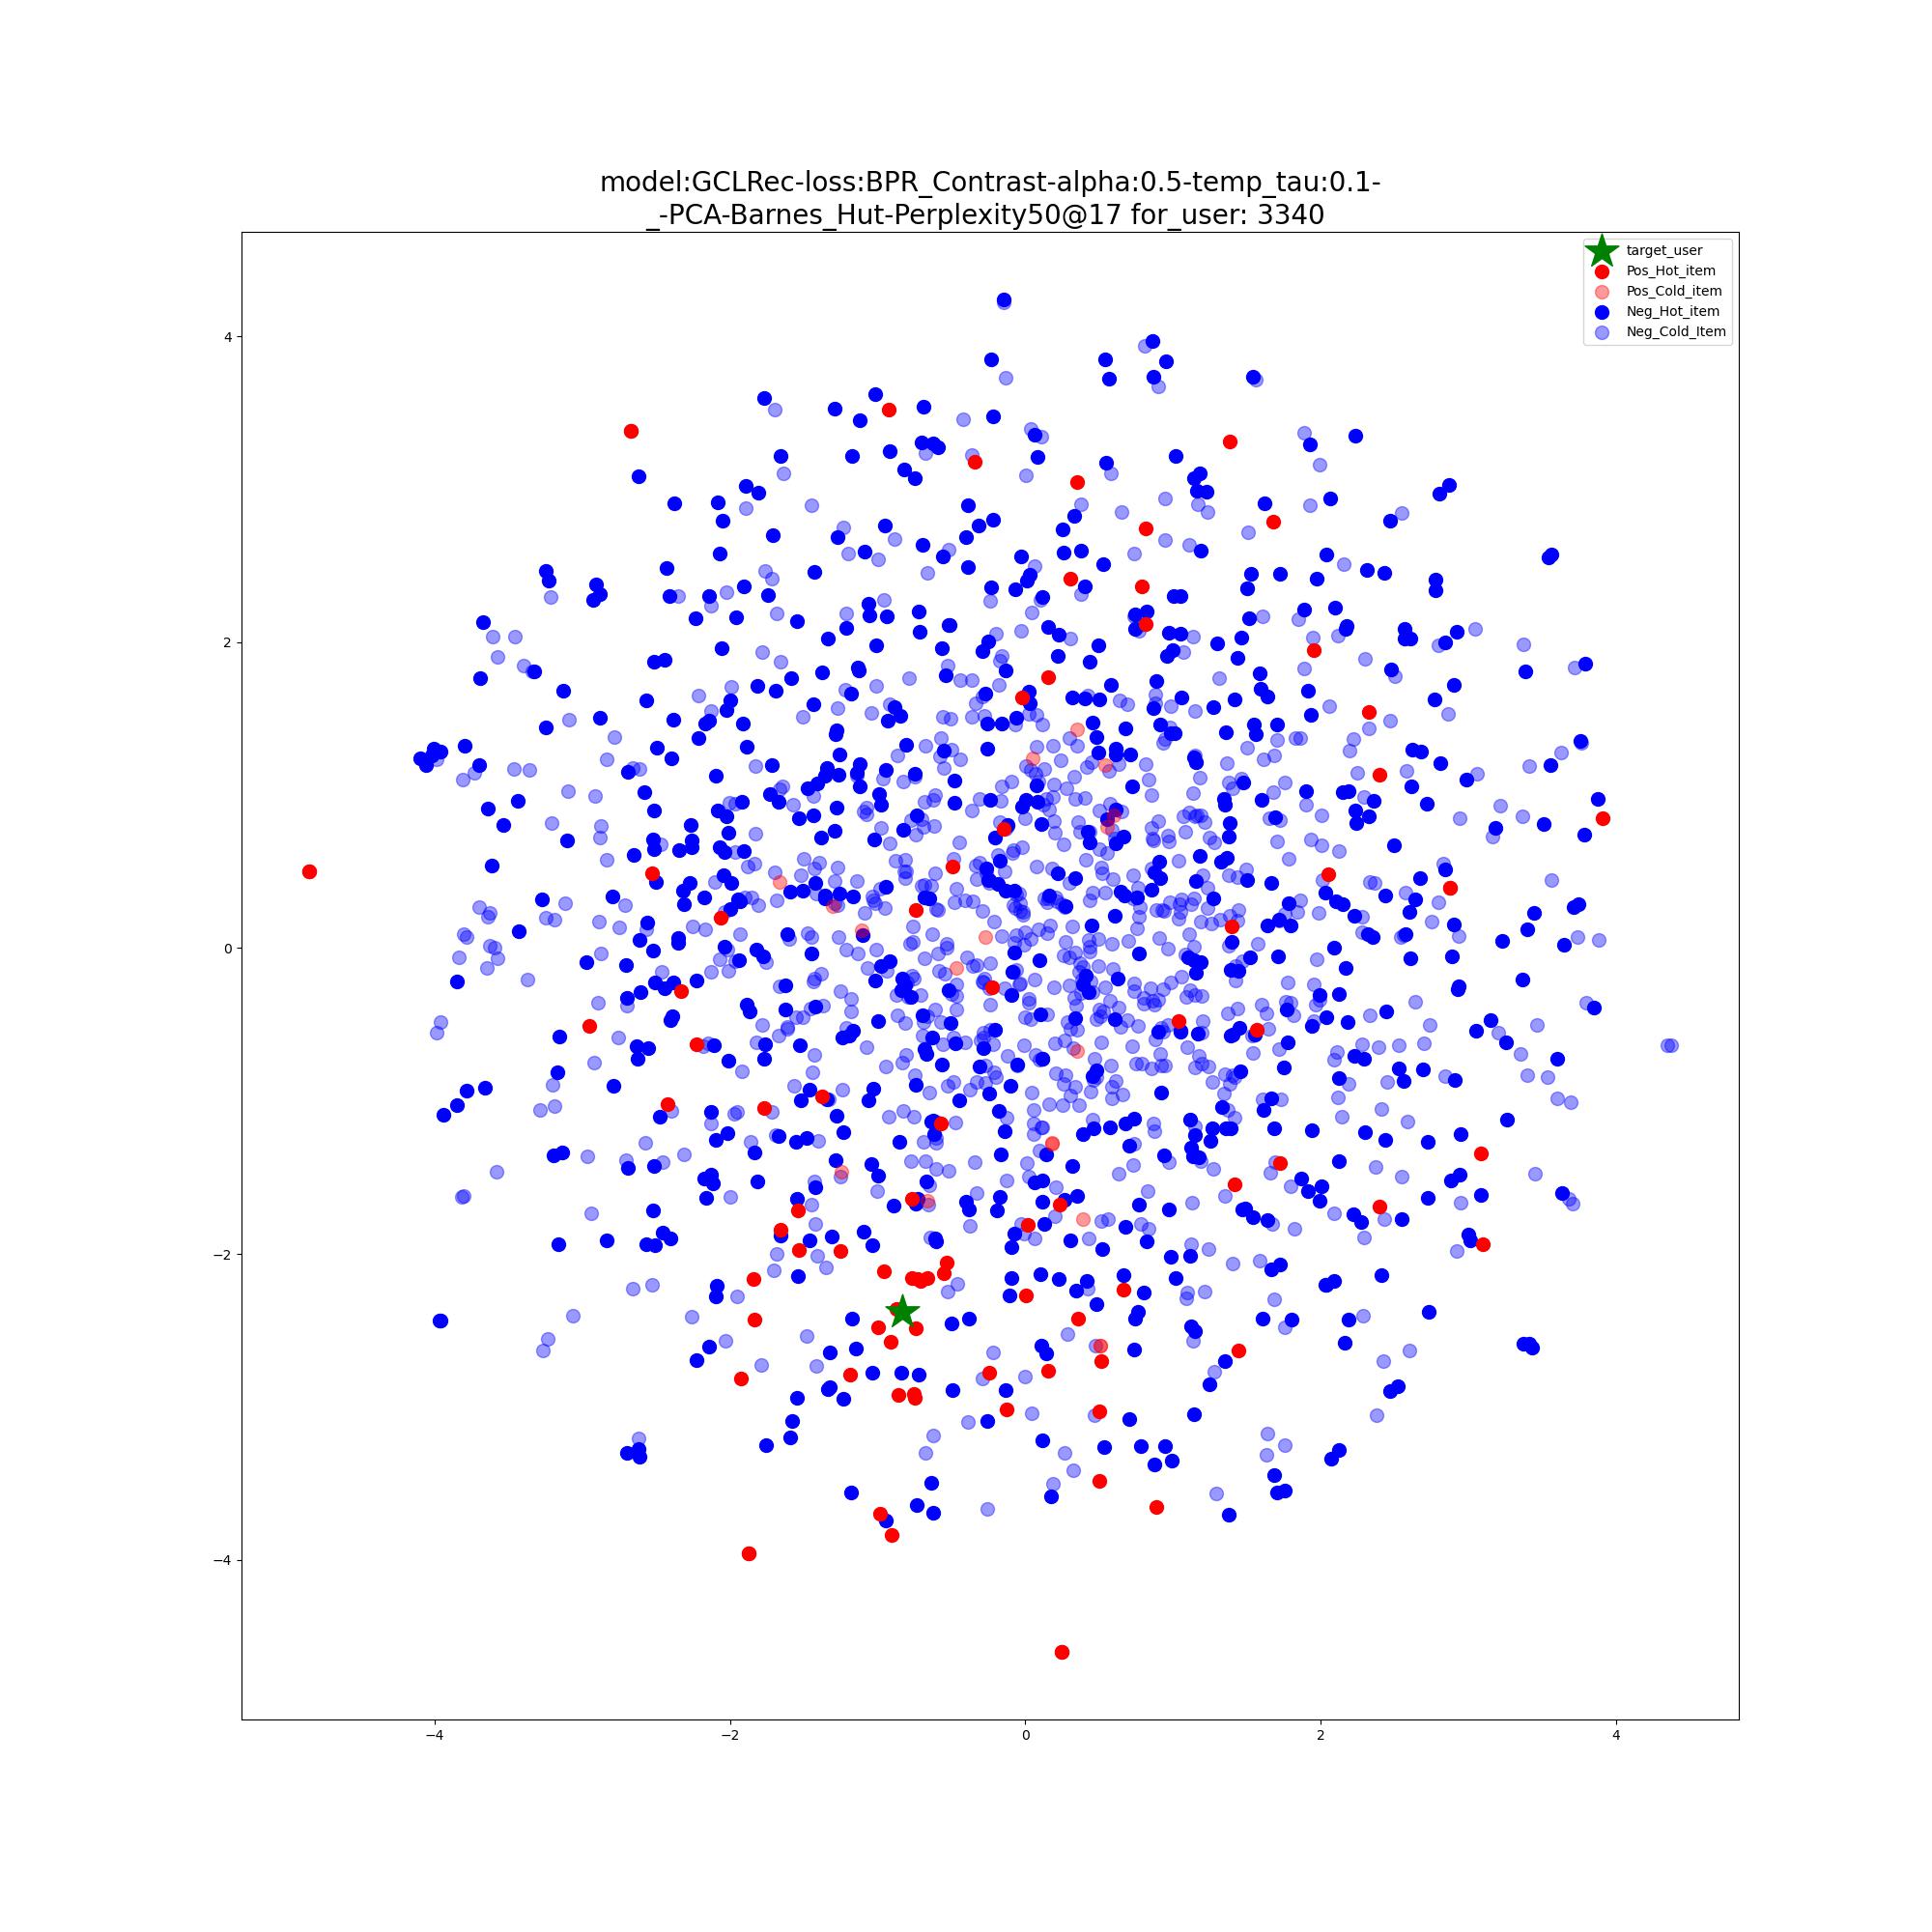 model:GCLRec-loss:BPR_Contrast-alpha:0.5-temp_tau:0.1-
_-PCA-Barnes_Hut-Perplexity50@17 for_user: 3340
target_user
Pos_Hot_item
Pos_Cold_item
Neg_Hot_item
Neg_Cold_Item
4
2
0
−2
−4
−4
−2
0
2
4